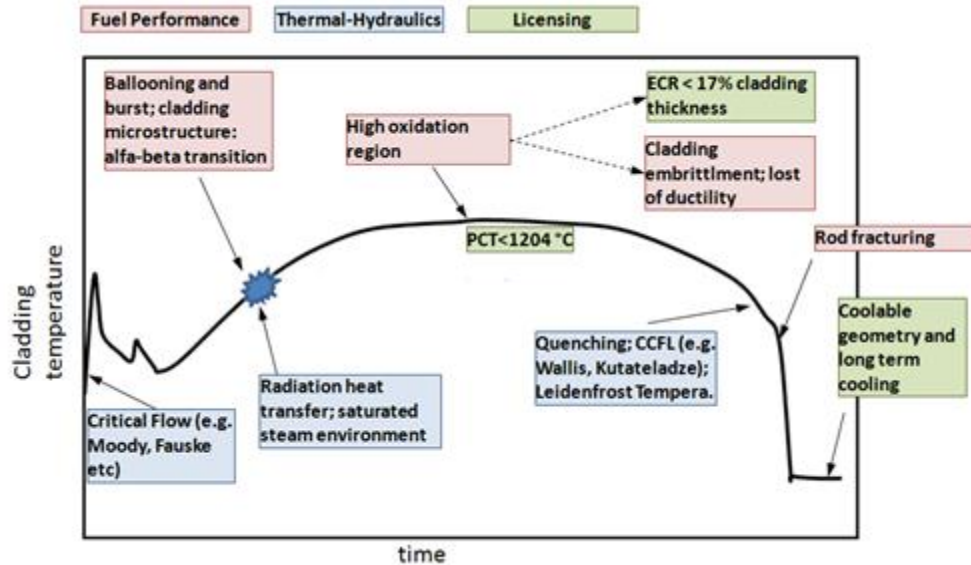 Fuel Performance
Thermal-Hydraulics
Licensing
Ballooning and
burst; cladding
microstructure:
alfa-beta transition
High oxidation
region
ECR < 17% cladding
thickness
Cladding
embrittlment; lost
of ductility
PCT<1204 °C
Rod fracturing
Coolable
geometry and
long term
cooling
Quenching; CCFL (e.g.
Wallis, Kutateladze);
Leidenfrost Tempera.
Radiation heat
transfer; saturated
steam environment
Critical Flow (e.g.
Moody, Fauske
etc)
Cladding
temperature
time